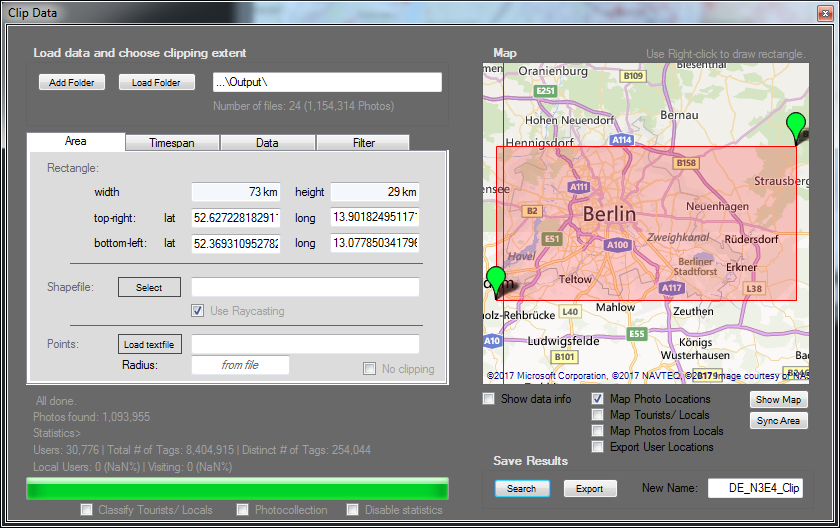 Clip Data
Load data and choose clipping extent
Add Folder Load Folder ...\Output\
Number of files: 24 (1,154,314 Photos)
Area Timespan Data Filter
Rectangle:
width 73 km height 29 km
top-right: lat 52.627228182911 long 13.901824951171
bottom-left: lat 52.369310952782 long 13.077850341796
Shapefile: Select
Use Raycasting
Points: Load textfile
Radius: from file
No clipping
All done.
Photos found: 1,093,955
Statistics>
Users: 30,776 | Total # of Tags: 8,404,915 | Distinct # of Tags: 254,044
Local Users: 0 (NaN%) | Visiting: 0 (NaN%)
Classify Tourists/ Locals Photocollection Disable statistics
Map Use Right-click to draw rectangle.
Oranienburg
B109
Biesenthal
E251
Hohen Neuendorf
Bernau
Hennigsdorf
A114
B158
A111
Strausberg
B2
Berlin
Neuenhagen
E51
A100
Zweigkanal
Rüdersdorf
Havel
Berliner
Stadtforst
Erkner
Teltow
A117
L38
L40
Mahlow
Zeuthen
olz-Rehbrücke
A10
Ludwigsfelde
E55
Königs
Wusterhausen
B101
B179
B246
©2017 Microsoft Corporation, ©2017 NAVTEQ, ©2017 Image courtesy of NAS
Show data info
Map Photo Locations
Map Tourists/ Locals
Map Photos from Locals
Export User Locations
Show Map
Sync Area
Save Results
Search Export New Name: DE_N3E4_Clip